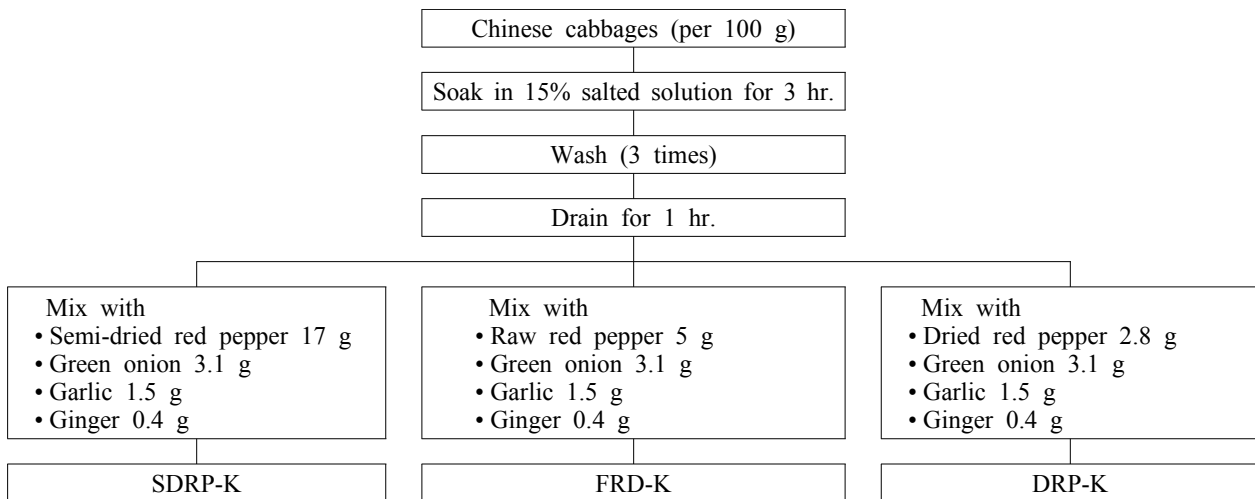 Chinese cabbages (per 100 g)
Soak in 15% salted solution for 3 hr.
Wash (3 times)
Drain for 1 hr.
Mix with
• Semi-dried red pepper 17 g
• Green onion 3.1 g
• Garlic 1.5 g
• Ginger 0.4 g
SDRP-K
Mix with
• Raw red pepper 5 g
• Green onion 3.1 g
• Garlic 1.5 g
• Ginger 0.4 g
FRD-K
Mix with
• Dried red pepper 2.8 g
• Green onion 3.1 g
• Garlic 1.5 g
• Ginger 0.4 g
DRP-K